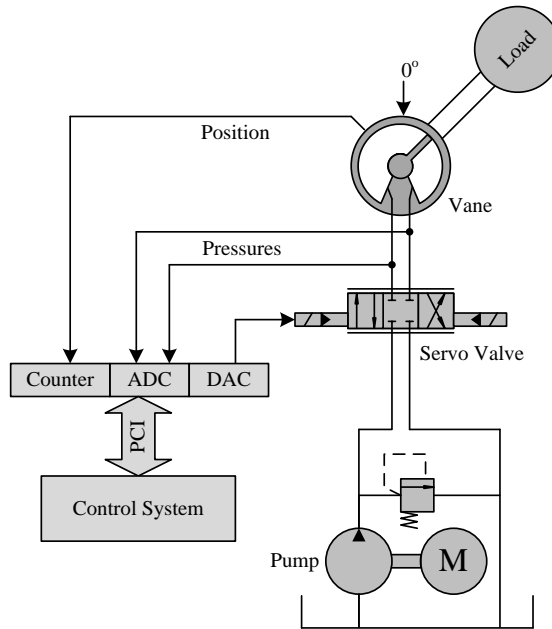 Load
0°
Position
Vane
Pressures
Servo Valve
Counter
ADC
DAC
PCI
Control System
Pump
M